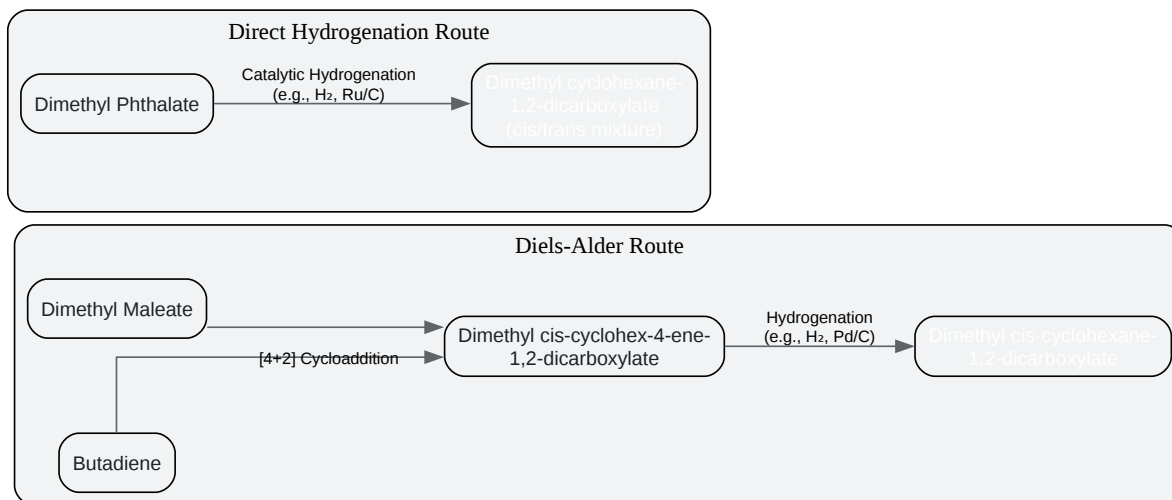 Direct Hydrogenation Route
Dimethyl Phthalate
Catalytic Hydrogenation
(e.g., H₂, Ru/C)
Dimethyl cyclohexane-
1,2-dicarboxylate
(cis/trans mixture)
Diels-Alder Route
Dimethyl Maleate
[4+2] Cycloaddition
Butadiene
Dimethyl cis-cyclohex-4-ene-
1,2-dicarboxylate
Hydrogenation
(e.g., H₂, Pd/C)
Dimethyl cis-cyclohexane-
1,2-dicarboxylate